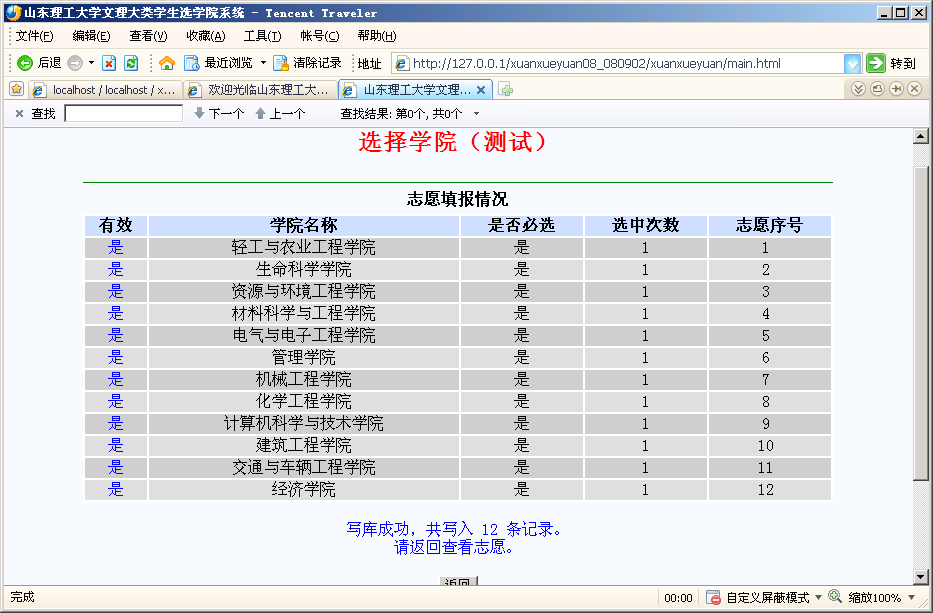 山东理工大学文理大类学生选学院系统 - Tencent Traveler
文件(F) 编辑(E) 查看(V) 收藏(A) 工具(T) 帐号(C) 帮助(H)
后退 最近浏览 清除记录 地址 http://127.0.0.1/xuanxueyuan08_080902/xuanxueyuan/main.html 转到
localhost / localhost / x... 欢迎光临山东理工大... 山东理工大学文理...
查找 下一个 上一个 查找结果: 第0个, 共0个
选择学院（测试）
志愿填报情况
有效 学院名称 是否必选 选中次数 志愿序号
是 轻工与农业工程学院 是 1 1
是 生命科学学院 是 1 2
是 资源与环境工程学院 是 1 3
是 材料科学与工程学院 是 1 4
是 电气与电子工程学院 是 1 5
是 管理学院 是 1 6
是 机械工程学院 是 1 7
是 化学工程学院 是 1 8
是 计算机科学与技术学院 是 1 9
是 建筑工程学院 是 1 10
是 交通与车辆工程学院 是 1 11
是 经济学院 是 1 12
写库成功，共写入 12 条记录。
请返回查看志愿。
返回
完成 00:00 自定义屏蔽模式 缩放100%